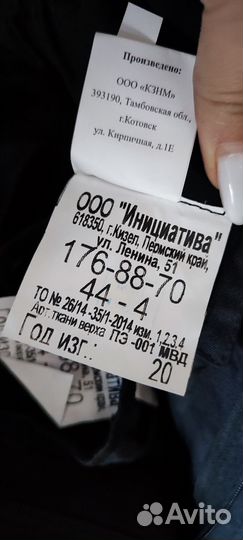 Произведено:
ООО «КЗИМ»
393190, Тамбовская обл.,
г.Котовск
ул. Кирпичная, д.1Е
ООО "Инициатива"
618350, г.Кизел, Пермский край,
ул. Ленина, 51
176-88-70
44 - 4
ТО № 26/14 -35/1-2014 изм. 1,2,3,4
Арт.ткани верха ПЭ -001 МВД
ГОД ИЗГ.: 20
Avito